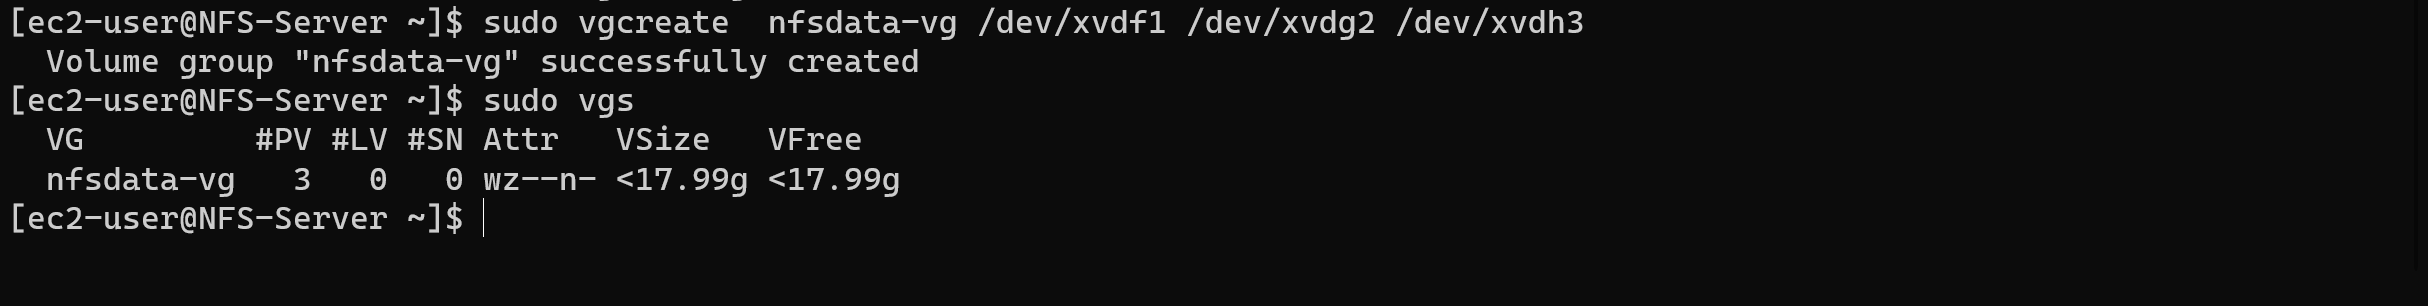 [ec2-user@NFS-Server ~]$ sudo vgcreate  nfsdata-vg /dev/xvdf1 /dev/xvdg2 /dev/xvdh3
  Volume group "nfsdata-vg" successfully created
[ec2-user@NFS-Server ~]$ sudo vgs
  VG         #PV #LV #SN Attr   VSize   VFree
  nfsdata-vg   3   0   0 wz--n- <17.99g <17.99g
[ec2-user@NFS-Server ~]$